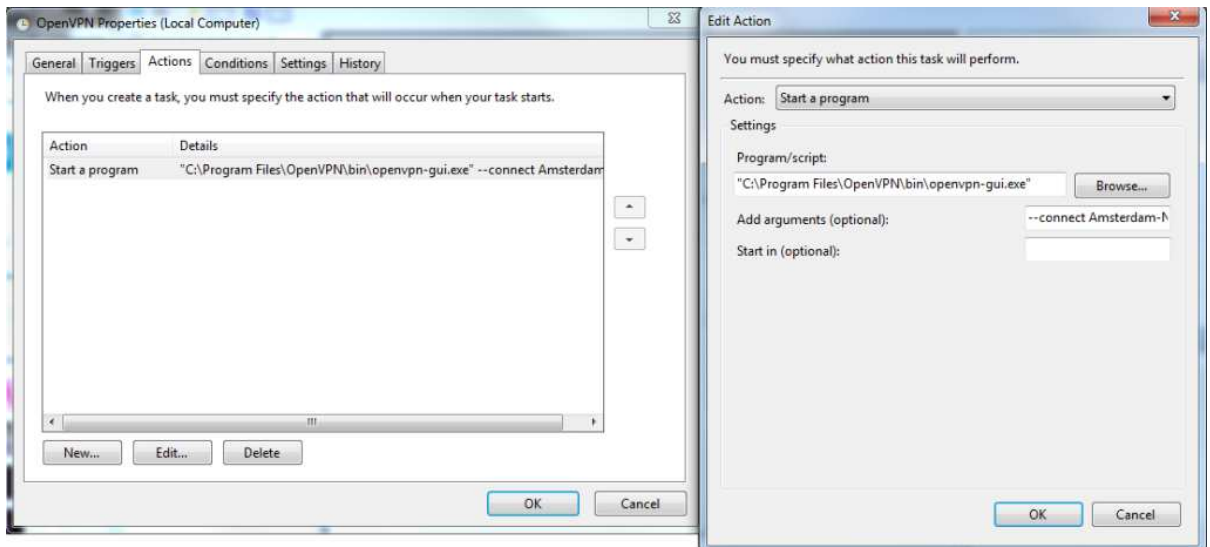 OpenVPN Properties (Local Computer)
General Triggers Actions Conditions Settings History
When you create a task, you must specify the action that will occur when your task starts.
Action Details
Start a program "C:\Program Files\OpenVPN\bin\openvpn-gui.exe" --connect Amsterdam
New... Edit... Delete
OK Cancel
Edit Action
You must specify what action this task will perform.
Action: Start a program
Settings
Program/script:
"C:\Program Files\OpenVPN\bin\openvpn-gui.exe" Browse...
Add arguments (optional): --connect Amsterdam-N
Start in (optional):
OK Cancel